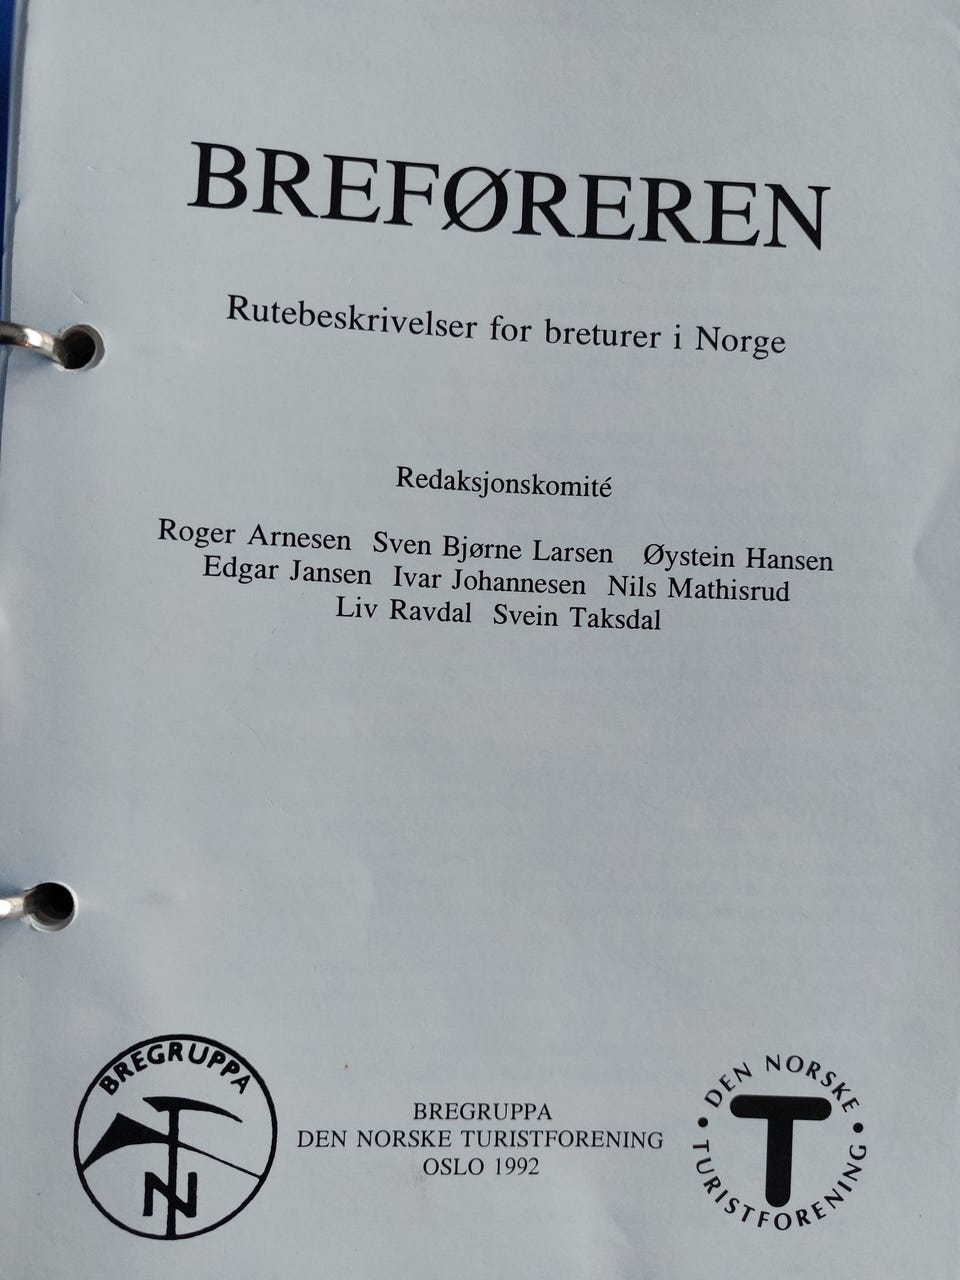 BREFØREREN
Rutebeskrivelser for breturer i Norge
Redaksjonskomité
Roger Arnesen Sven Bjørne Larsen Øystein Hansen
Edgar Jansen Ivar Johannesen Nils Mathisrud
Liv Ravdal Svein Taksdal
BREGRUPPA
N
BREGRUPPA
DEN NORSKE TURISTFORENING
OSLO 1992
DEN NORSKE
T
TURISTFORENING